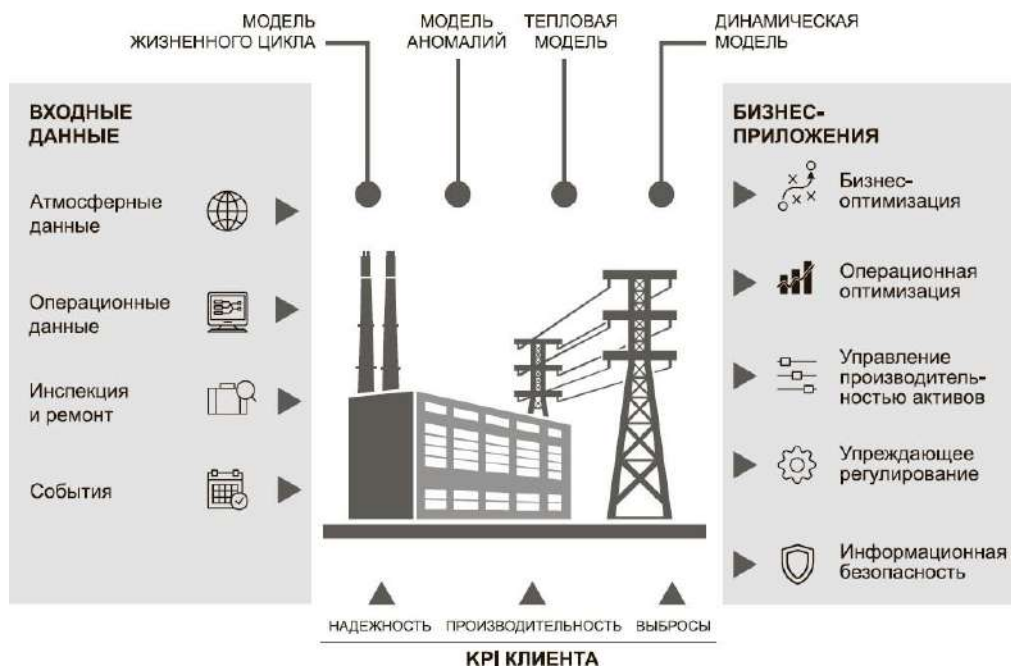 МОДЕЛЬ
ЖИЗНЕННОГО ЦИКЛА
МОДЕЛЬ
АНОМАЛИЙ
ТЕПЛОВАЯ
МОДЕЛЬ
ДИНАМИЧЕСКАЯ
МОДЕЛЬ
ВХОДНЫЕ
ДАННЫЕ
Атмосферные
данные
Операционные
данные
Инспекция
и ремонт
События
БИЗНЕС-
ПРИЛОЖЕНИЯ
Бизнес-
оптимизация
Операционная
оптимизация
Управление
производитель-
ностью активов
Упреждающее
регулирование
Информационная
безопасность
НАДЕЖНОСТЬ
ПРОИЗВОДИТЕЛЬНОСТЬ
ВЫБРОСЫ
KPI КЛИЕНТА